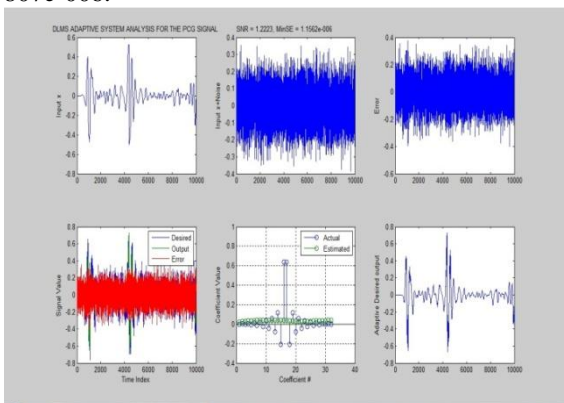 DLMS ADAPTIVE SYSTEM ANALYSIS FOR THE PCG SIGNAL
SNR = 1.2223, MinSE = 1.1562e-006
Input x
0.6
0.4
0.2
0
-0.2
-0.4
-0.6
0 2000 4000 6000 8000 10000
Input x+Noise
0.4
0.3
0.2
0.1
0
-0.1
-0.2
-0.3
-0.4
0 2000 4000 6000 8000 10000
Error
0.4
0.2
0
-0.2
-0.4
-0.6
-0.8
0 2000 4000 6000 8000 10000
Signal Value
0.8
0.6
0.4
0.2
0
-0.2
-0.4
-0.6
-0.8
Desired
Output
Error
0 2000 4000 6000 8000 10000
Time Index
Coefficient Value
1
0.8
0.6
0.4
0.2
0
-0.2
-0.4
Actual
Estimated
0 10 20 30 40
Coefficient #
Adaptive Desired output
0.8
0.6
0.4
0.2
0
-0.2
-0.4
-0.6
-0.8
0 2000 4000 6000 8000 10000